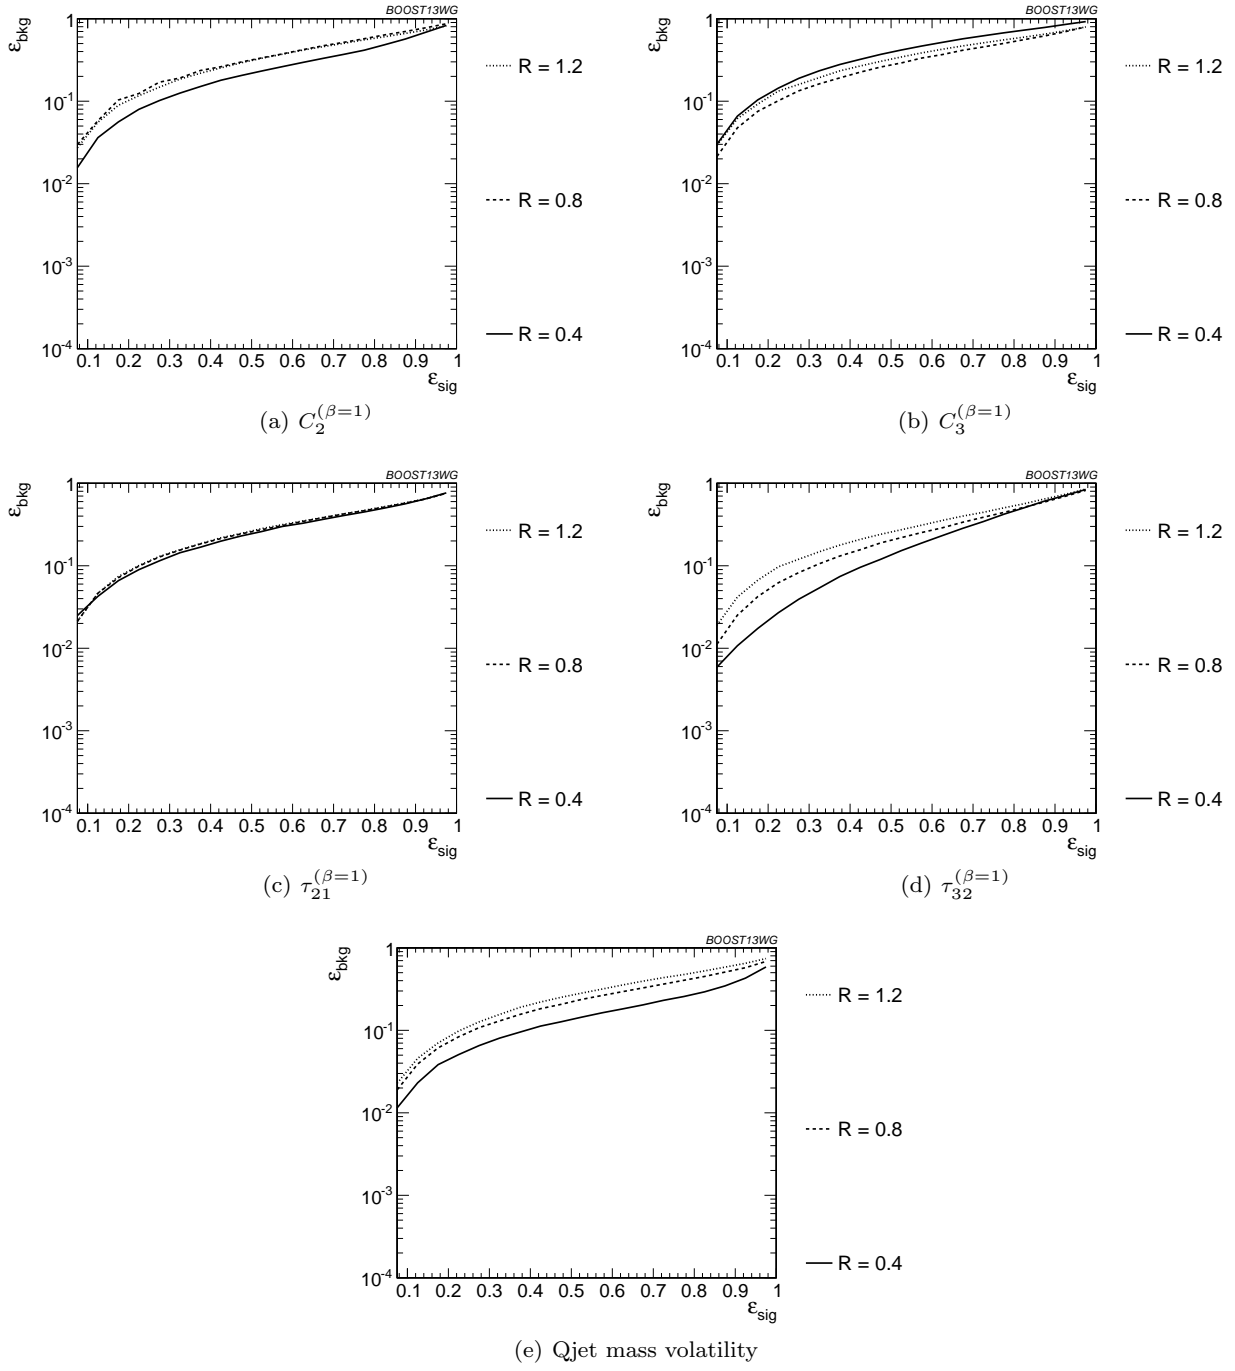 BOOST13WG
ε_bkg
1
10^-1
10^-2
10^-3
10^-4
0.1 0.2 0.3 0.4 0.5 0.6 0.7 0.8 0.9 1
ε_sig
R = 1.2
R = 0.8
R = 0.4
(a) C_2^(β=1)
BOOST13WG
ε_bkg
1
10^-1
10^-2
10^-3
10^-4
0.1 0.2 0.3 0.4 0.5 0.6 0.7 0.8 0.9 1
ε_sig
R = 1.2
R = 0.8
R = 0.4
(b) C_3^(β=1)
BOOST13WG
ε_bkg
1
10^-1
10^-2
10^-3
10^-4
0.1 0.2 0.3 0.4 0.5 0.6 0.7 0.8 0.9 1
ε_sig
R = 1.2
R = 0.8
R = 0.4
(c) τ_21^(β=1)
BOOST13WG
ε_bkg
1
10^-1
10^-2
10^-3
10^-4
0.1 0.2 0.3 0.4 0.5 0.6 0.7 0.8 0.9 1
ε_sig
R = 1.2
R = 0.8
R = 0.4
(d) τ_32^(β=1)
BOOST13WG
ε_bkg
1
10^-1
10^-2
10^-3
10^-4
0.1 0.2 0.3 0.4 0.5 0.6 0.7 0.8 0.9 1
ε_sig
R = 1.2
R = 0.8
R = 0.4
(e) Qjet mass volatility